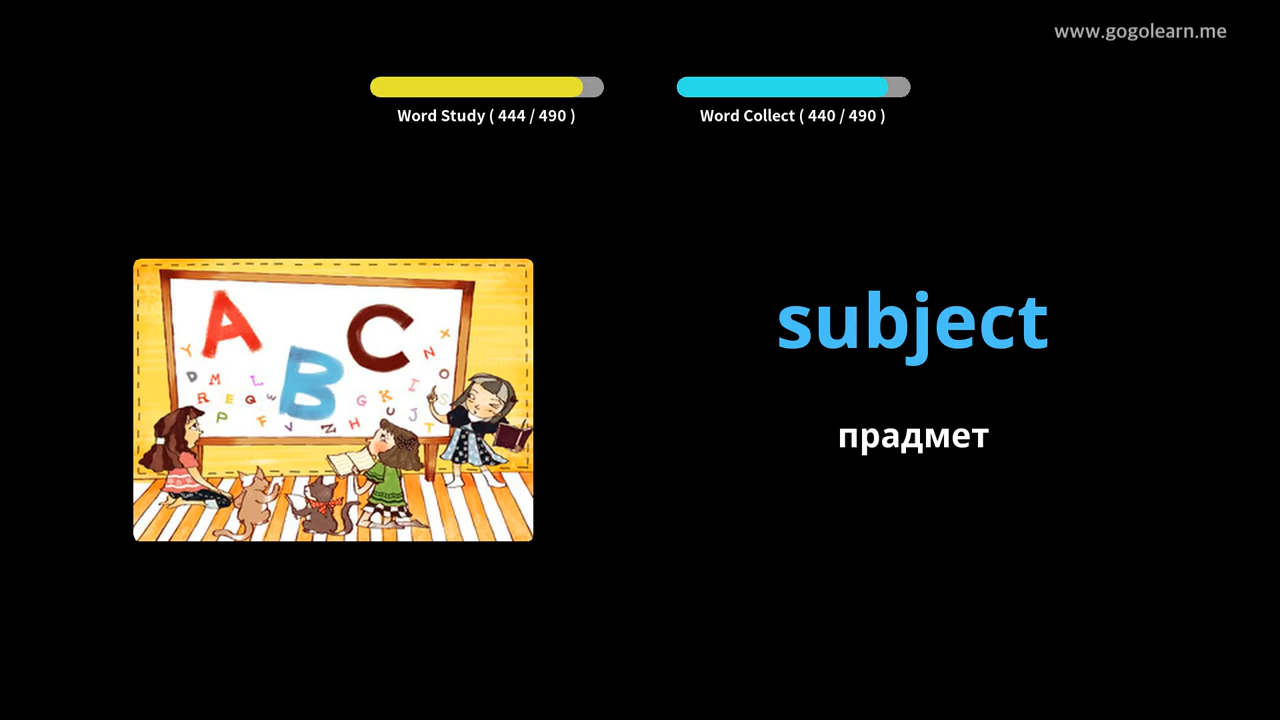 www.gogolearn.me
Word Study ( 444 / 490 )
Word Collect ( 440 / 490 )
A
B
C
Y
D
M
L
R
E
Q
W
P
F
V
Z
H
G
K
U
I
J
N
X
O
S
T
subject
прадмет